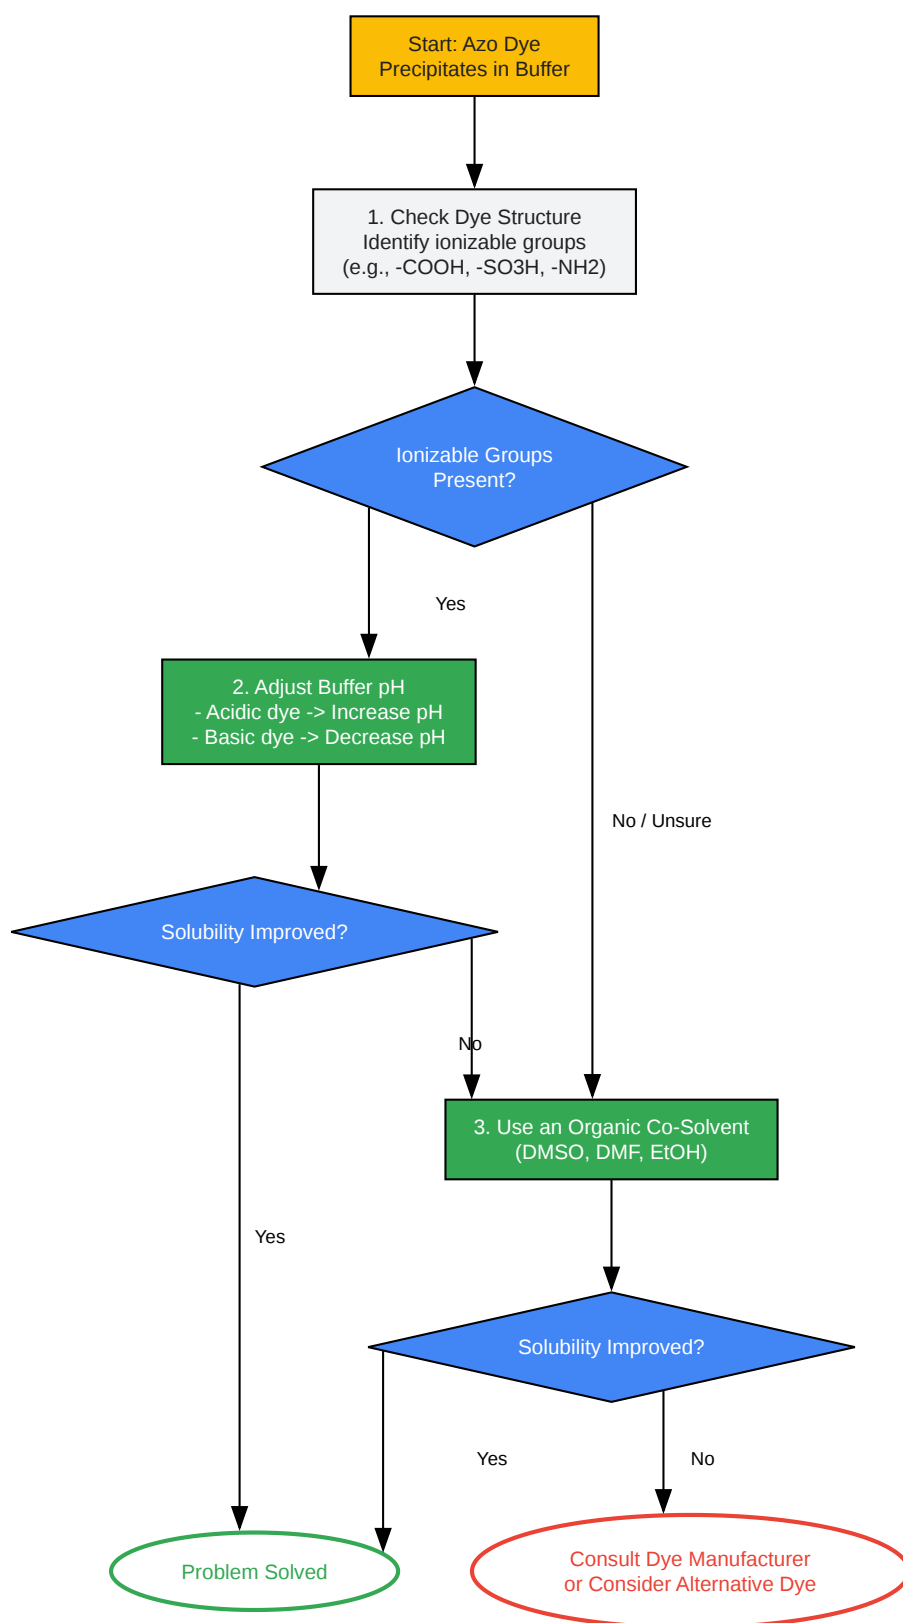 Start: Azo Dye
Precipitates in Buffer
1. Check Dye Structure
Identify ionizable groups
(e.g., -COOH, -SO3H, -NH2)
Ionizable Groups
Present?
Yes
2. Adjust Buffer pH
- Acidic dye -> Increase pH
- Basic dye -> Decrease pH
No / Unsure
Solubility Improved?
No
3. Use an Organic Co-Solvent
(DMSO, DMF, EtOH)
Yes
Solubility Improved?
Yes
No
Problem Solved
Consult Dye Manufacturer
or Consider Alternative Dye